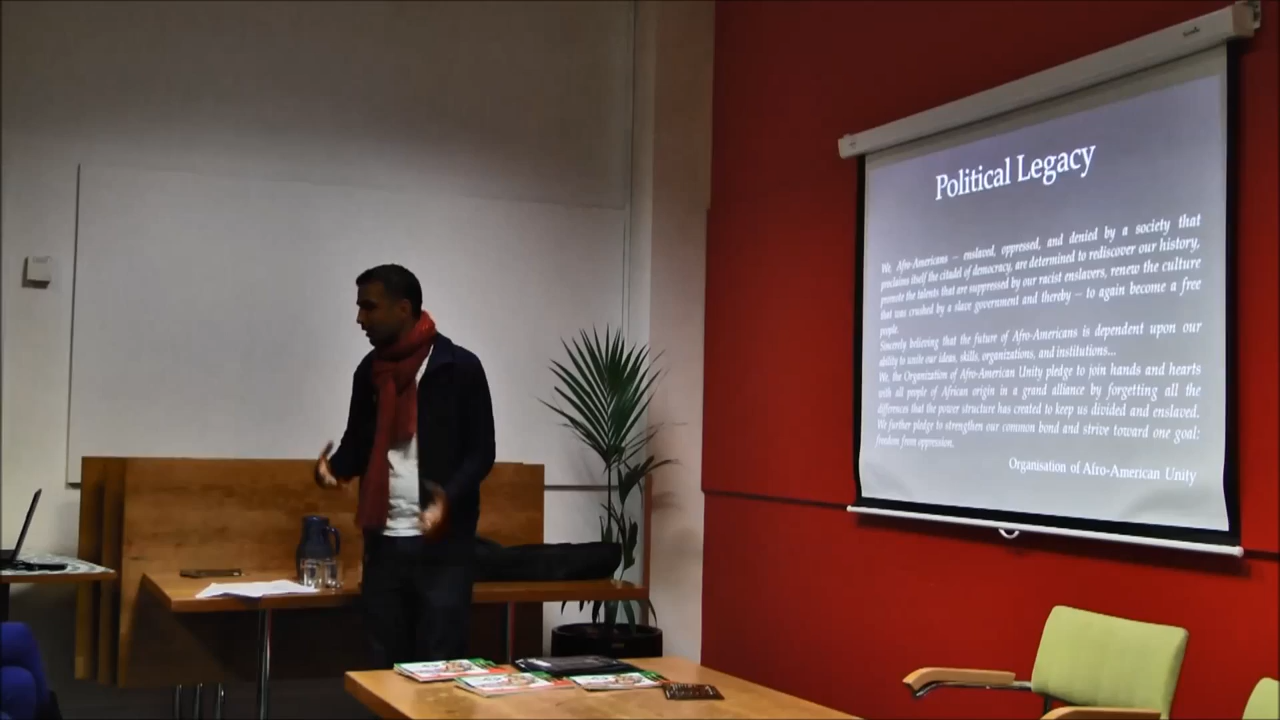 Political Legacy
We, Afro-Americans – enslaved, oppressed, and denied by a society that
proclaims itself the citadel of democracy, are determined to rediscover our history,
promote the talents that are suppressed by our racist enslavers, renew the culture
that was crushed by a slave government and thereby – to again become a free
people.
Sincerely believing that the future of Afro-Americans is dependent upon our
ability to unite our ideas, skills, organizations, and institutions...
We, the Organization of Afro-American Unity pledge to join hands and hearts
with all people of African origin in a grand alliance by forgetting all the
differences that the power structure has created to keep us divided and enslaved.
We further pledge to strengthen our common bond and strive toward one goal:
freedom from oppression.
Organisation of Afro-American Unity